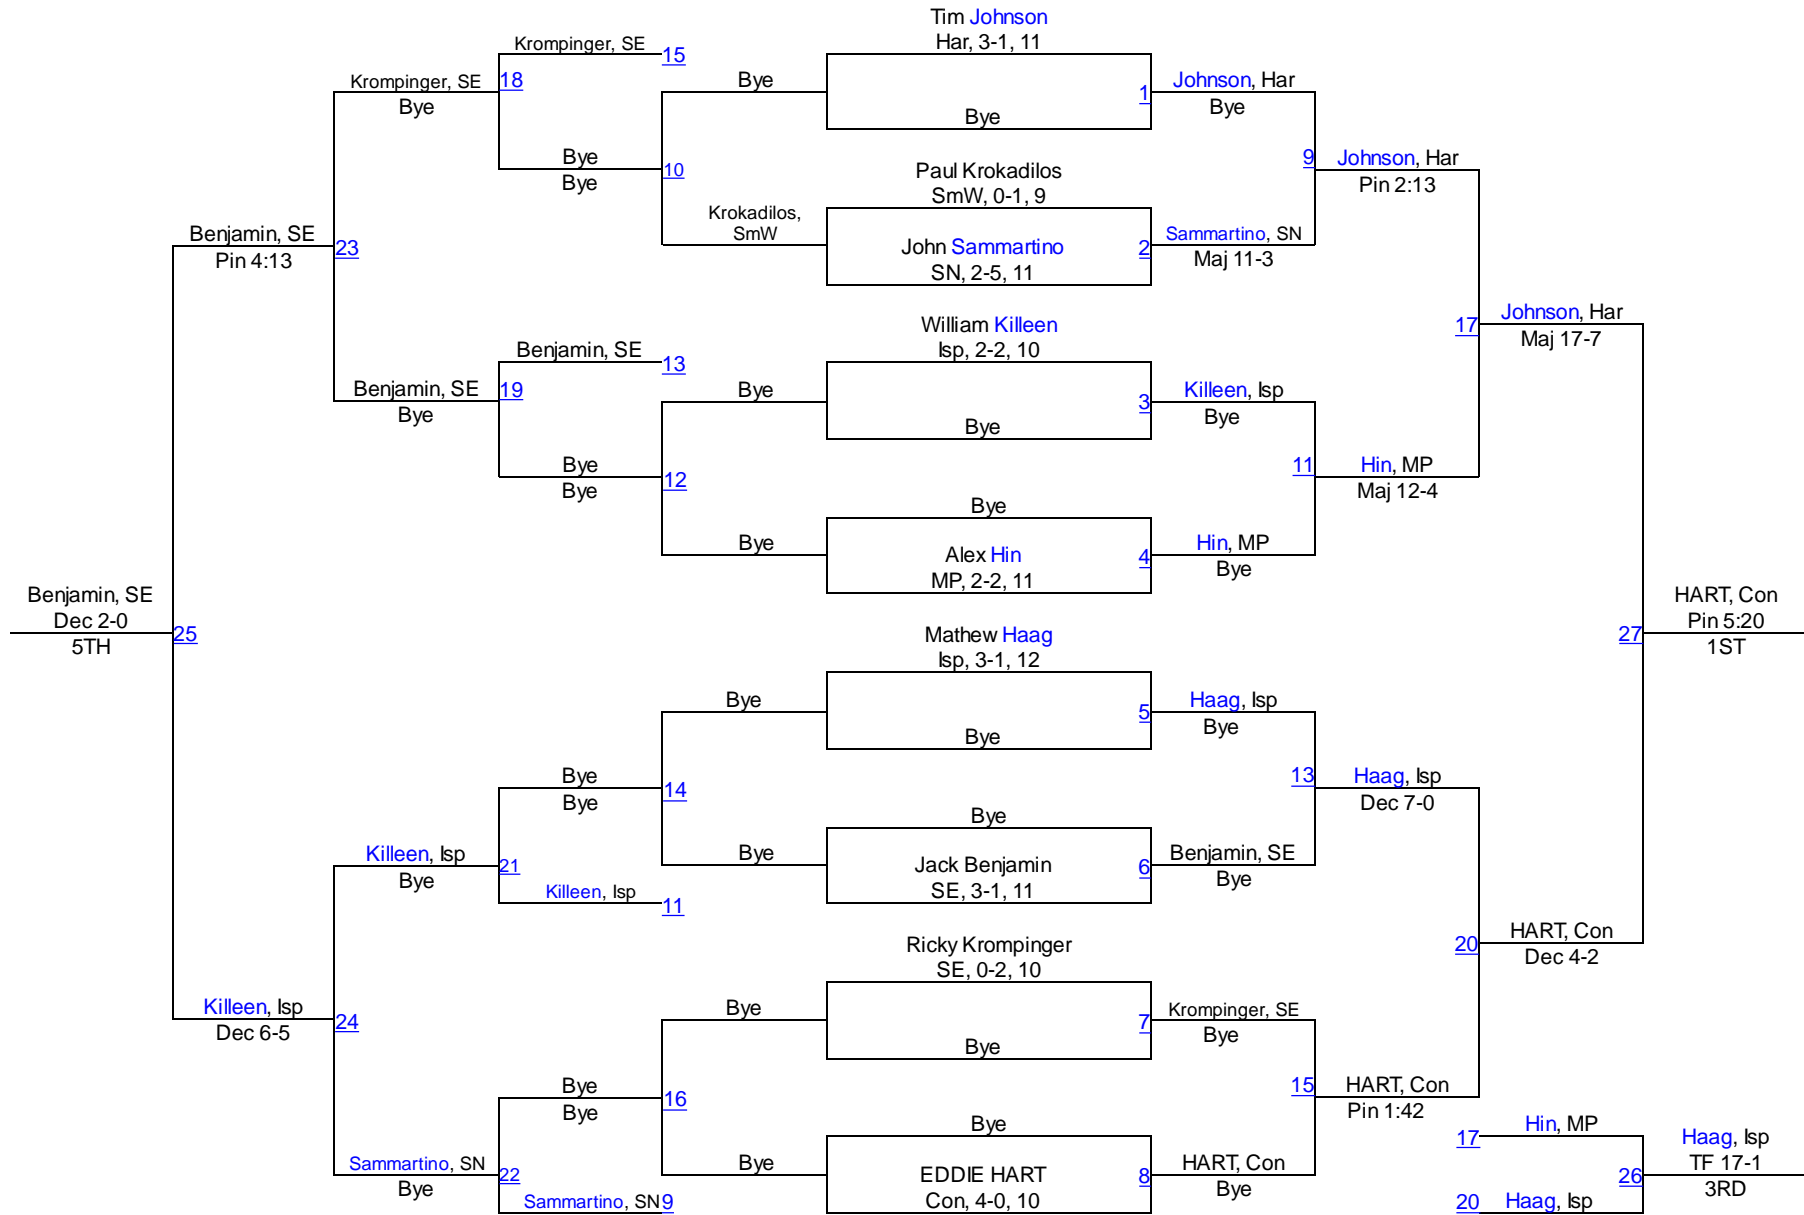 Tim Johnson
Har, 3-1, 11
Krompinger, SE
15
Krompinger, SE
18
Bye
Bye
1
Johnson, Har
Bye
Bye
Bye
Bye
10
9
Johnson, Har
Pin 2:13
Paul Krokadilos
SmW, 0-1, 9
Krokadilos,
SmW
John Sammartino
SN, 2-5, 11
2
Sammartino, SN
Maj 11-3
Benjamin, SE
Pin 4:13
23
William Killeen
Isp, 2-2, 10
17
Johnson, Har
Maj 17-7
Benjamin, SE
13
Benjamin, SE
19
Bye
Bye
3
Killeen, Isp
Bye
Bye
Bye
Bye
12
11
Hin, MP
Maj 12-4
Bye
Bye
Alex Hin
MP, 2-2, 11
4
Hin, MP
Bye
Benjamin, SE
Dec 2-0
5TH
25
27
HART, Con
Pin 5:20
1ST
Mathew Haag
Isp, 3-1, 12
Bye
5
Haag, Isp
Bye
Bye
Bye
Bye
14
13
Haag, Isp
Dec 7-0
Bye
Killeen, Isp
21
Bye
Bye
Jack Benjamin
SE, 3-1, 11
6
Benjamin, SE
Bye
Killeen, Isp
11
20
HART, Con
Dec 4-2
Ricky Krompinger
SE, 0-2, 10
Killeen, Isp
Dec 6-5
24
Bye
7
Krompinger, SE
Bye
Bye
Bye
Bye
16
15
HART, Con
Pin 1:42
Bye
Sammartino, SN
22
Bye
Bye
EDDIE HART
Con, 4-0, 10
8
HART, Con
Bye
Sammartino, SN
9
17
Hin, MP
26
Haag, Isp
TF 17-1
3RD
20
Haag, Isp